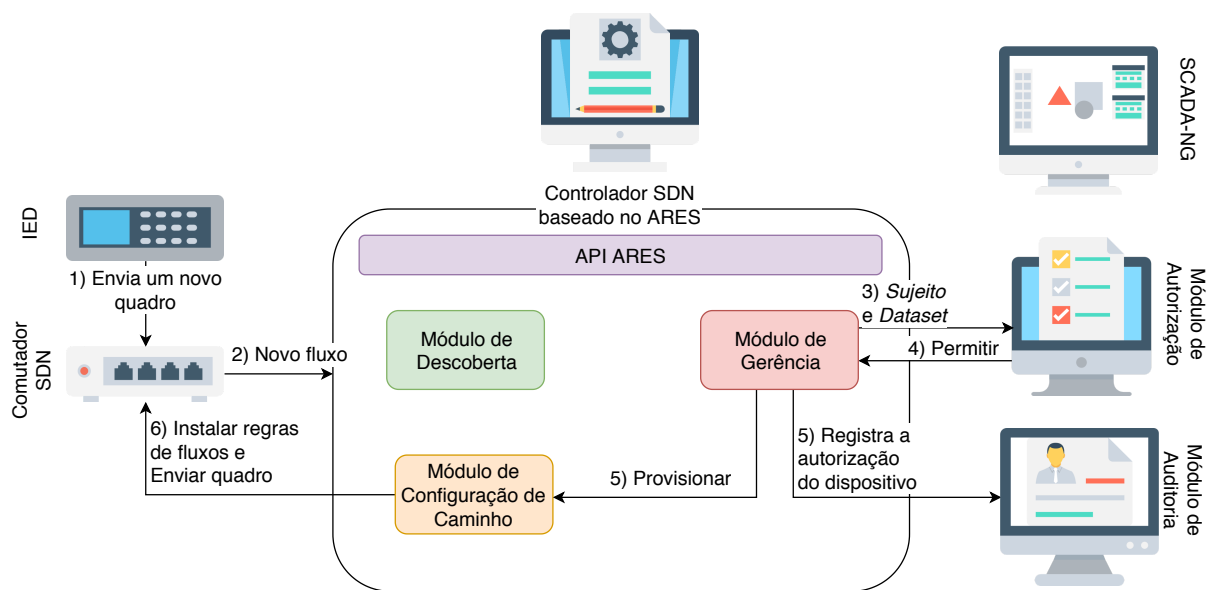 Controlador SDN
baseado no ARES
API ARES
SCADA-NG
IED
1) Envia um novo
quadro
Comutador
SDN
2) Novo fluxo
Módulo de
Descoberta
Módulo de
Gerência
3) Sujeito
e Dataset
4) Permitir
Módulo de
Autorização
5) Registra a
autorização
do dispositivo
Módulo de
Auditoria
5) Provisionar
Módulo de
Configuração de
Caminho
6) Instalar regras
de fluxos e
Enviar quadro